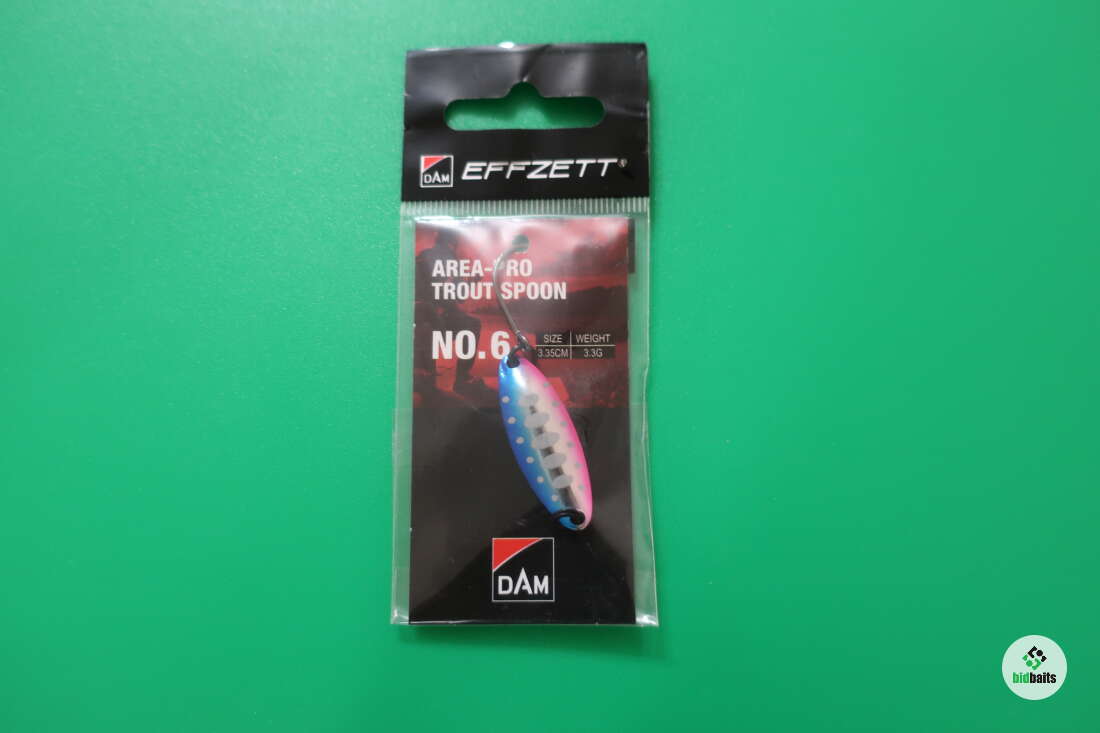 DAM EFFZETT®
AREA-PRO
TROUT SPOON
NO.6
SIZE WEIGHT
3.35CM 3.3G
DAM
bidbaits